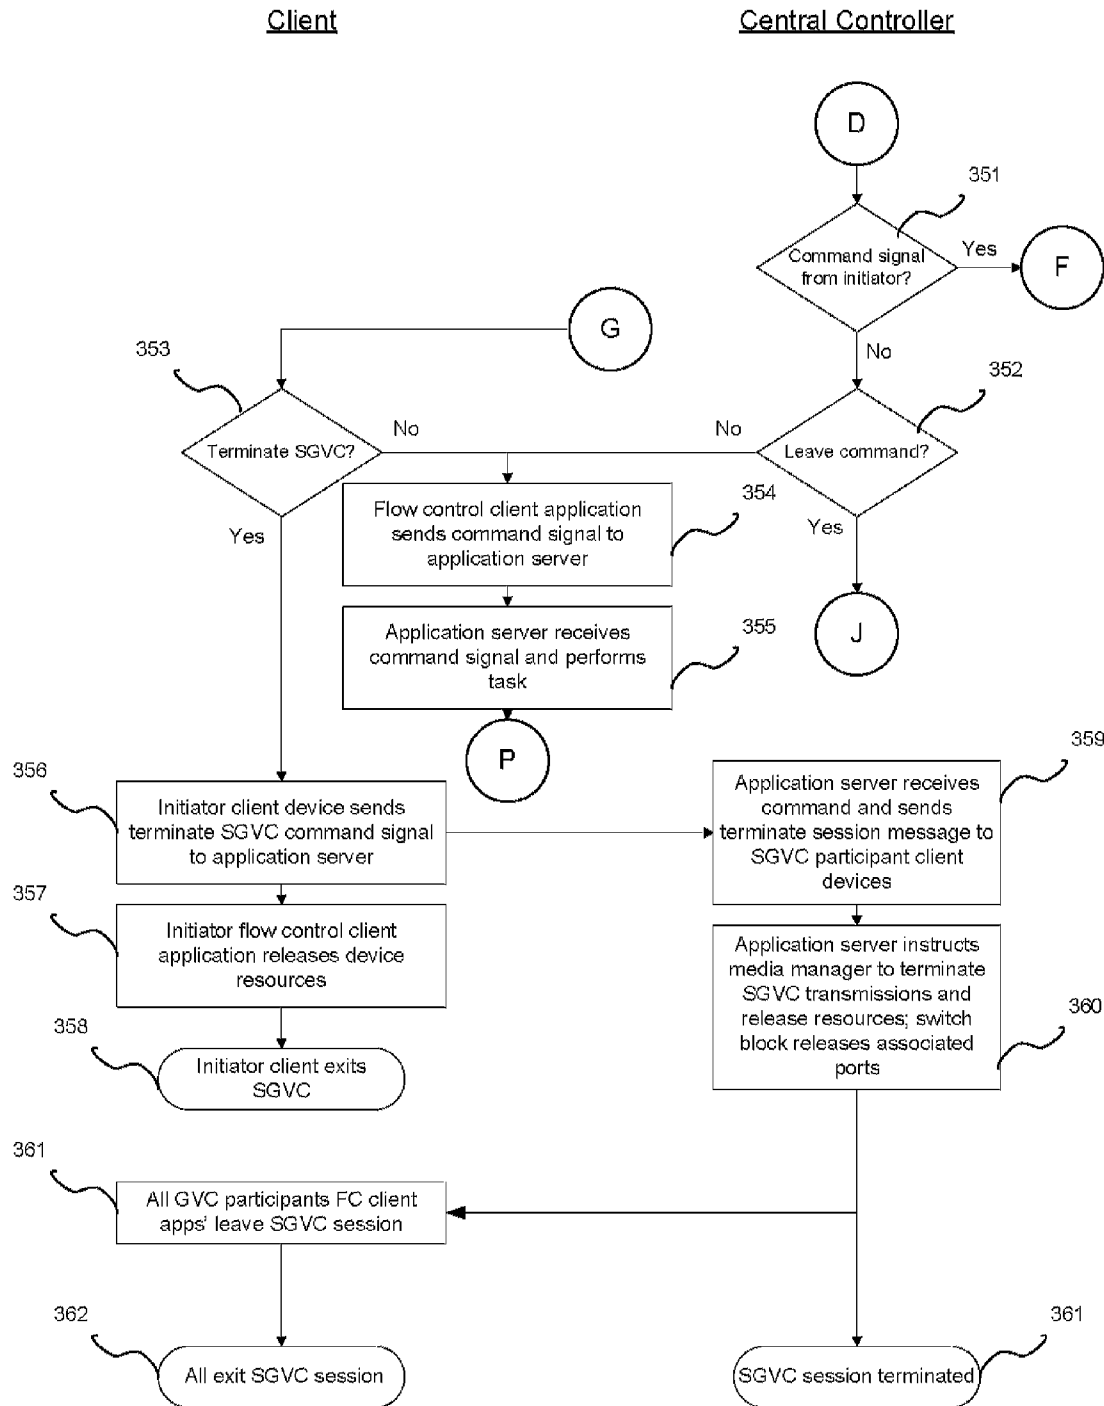 Client
Central Controller
D
351
Command signal
from initiator?
Yes
F
G
No
353
352
Terminate SGVC?
No
No
Leave command?
354
Flow control client application
sends command signal to
application server
Yes
Yes
355
Application server receives
command signal and performs
task
J
P
356
359
Initiator client device sends
terminate SGVC command signal
to application server
Application server receives
command and sends
terminate session message to
SGVC participant client
devices
357
Initiator flow control client
application releases device
resources
Application server instructs
media manager to terminate
SGVC transmissions and
release resources; switch
block releases associated
ports
360
358
Initiator client exits
SGVC
361
All GVC participants FC client
apps' leave SGVC session
362
361
All exit SGVC session
SGVC session terminated